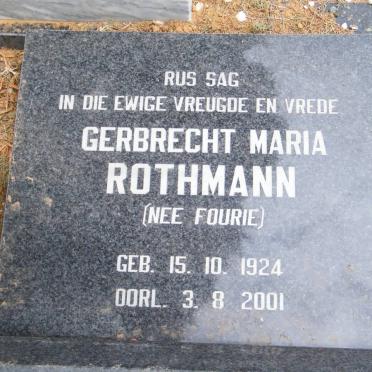 RUS SAG
IN DIE EWIGE VREUGDE EN VREDE
GERBRECHT MARIA
ROTHMANN
(NEE FOURIE)
GEB. 15. 10. 1924
OORL. 3. 8 2001